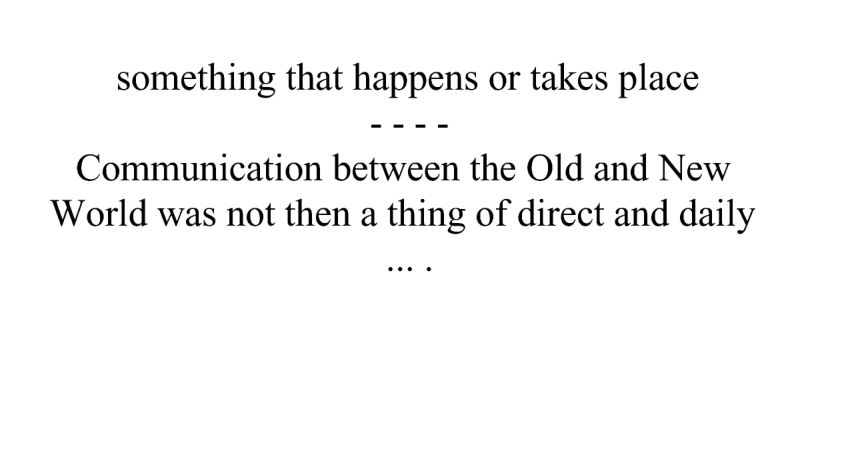 something that happens or takes place
- - - -
Communication between the Old and New
World was not then a thing of direct and daily
... .